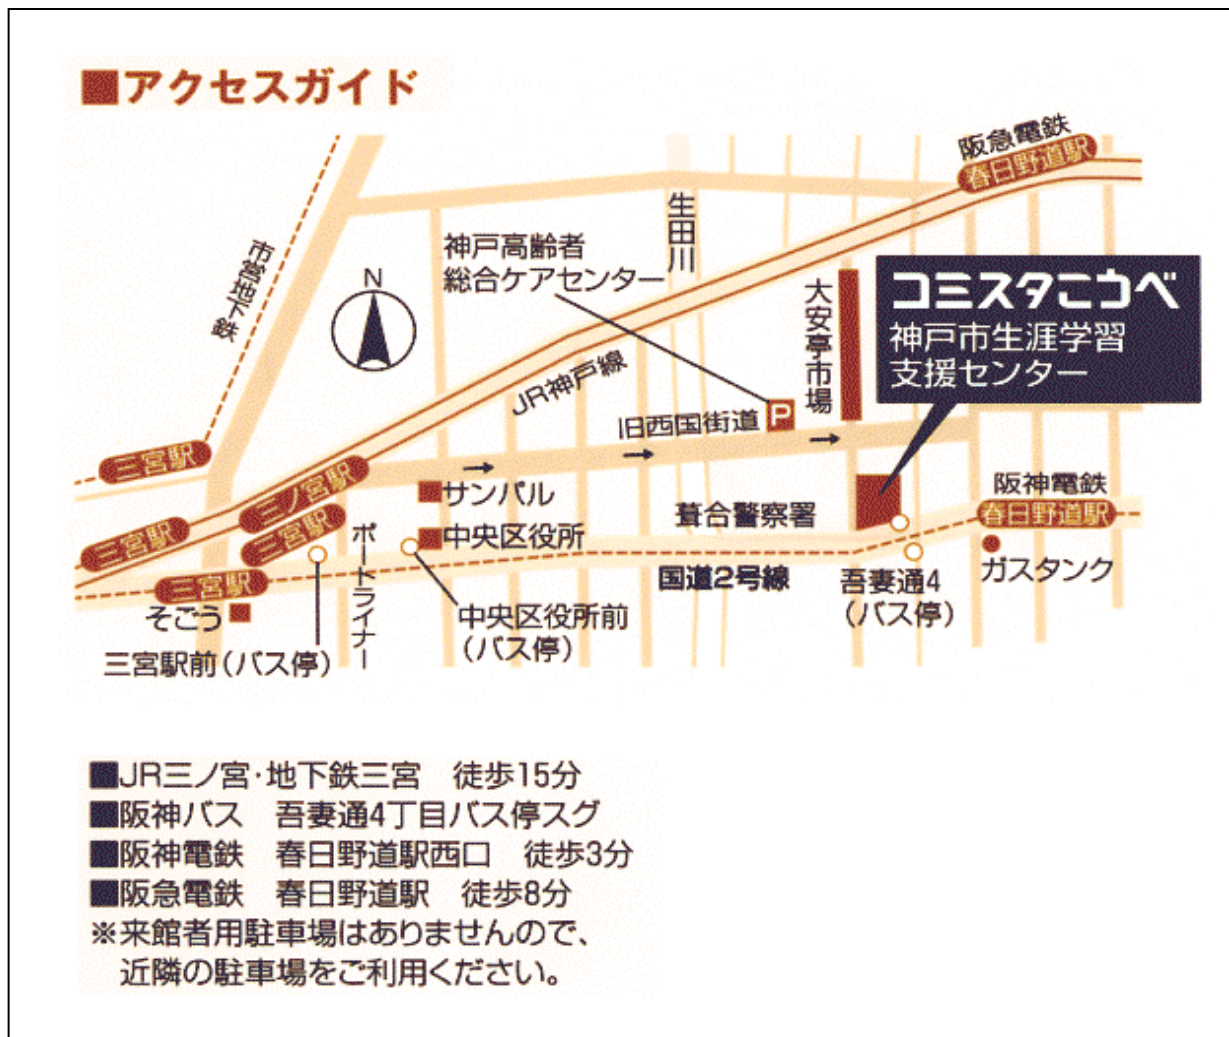 ■アクセスガイド
阪急電鉄
春日野道駅
生田川
市営地下鉄
神戸高齢者
総合ケアセンター
N
コミスタこうべ
神戸市生涯学習
支援センター
大安亭市場
JR神戸線
P
旧西国街道
三宮駅
三ノ宮駅
サンパル
阪神電鉄
春日野道駅
葺合警察署
三宮駅
三宮駅
ポートライナー
中央区役所
国道2号線
ガスタンク
三宮駅
そごう
吾妻通4
(バス停)
中央区役所前
(バス停)
三宮駅前(バス停)
■JR三ノ宮・地下鉄三宮 徒歩15分
■阪神バス 吾妻通4丁目バス停スグ
■阪神電鉄 春日野道駅西口 徒歩3分
■阪急電鉄 春日野道駅 徒歩8分
※来館者用駐車場はありませんので、
近隣の駐車場をご利用ください。